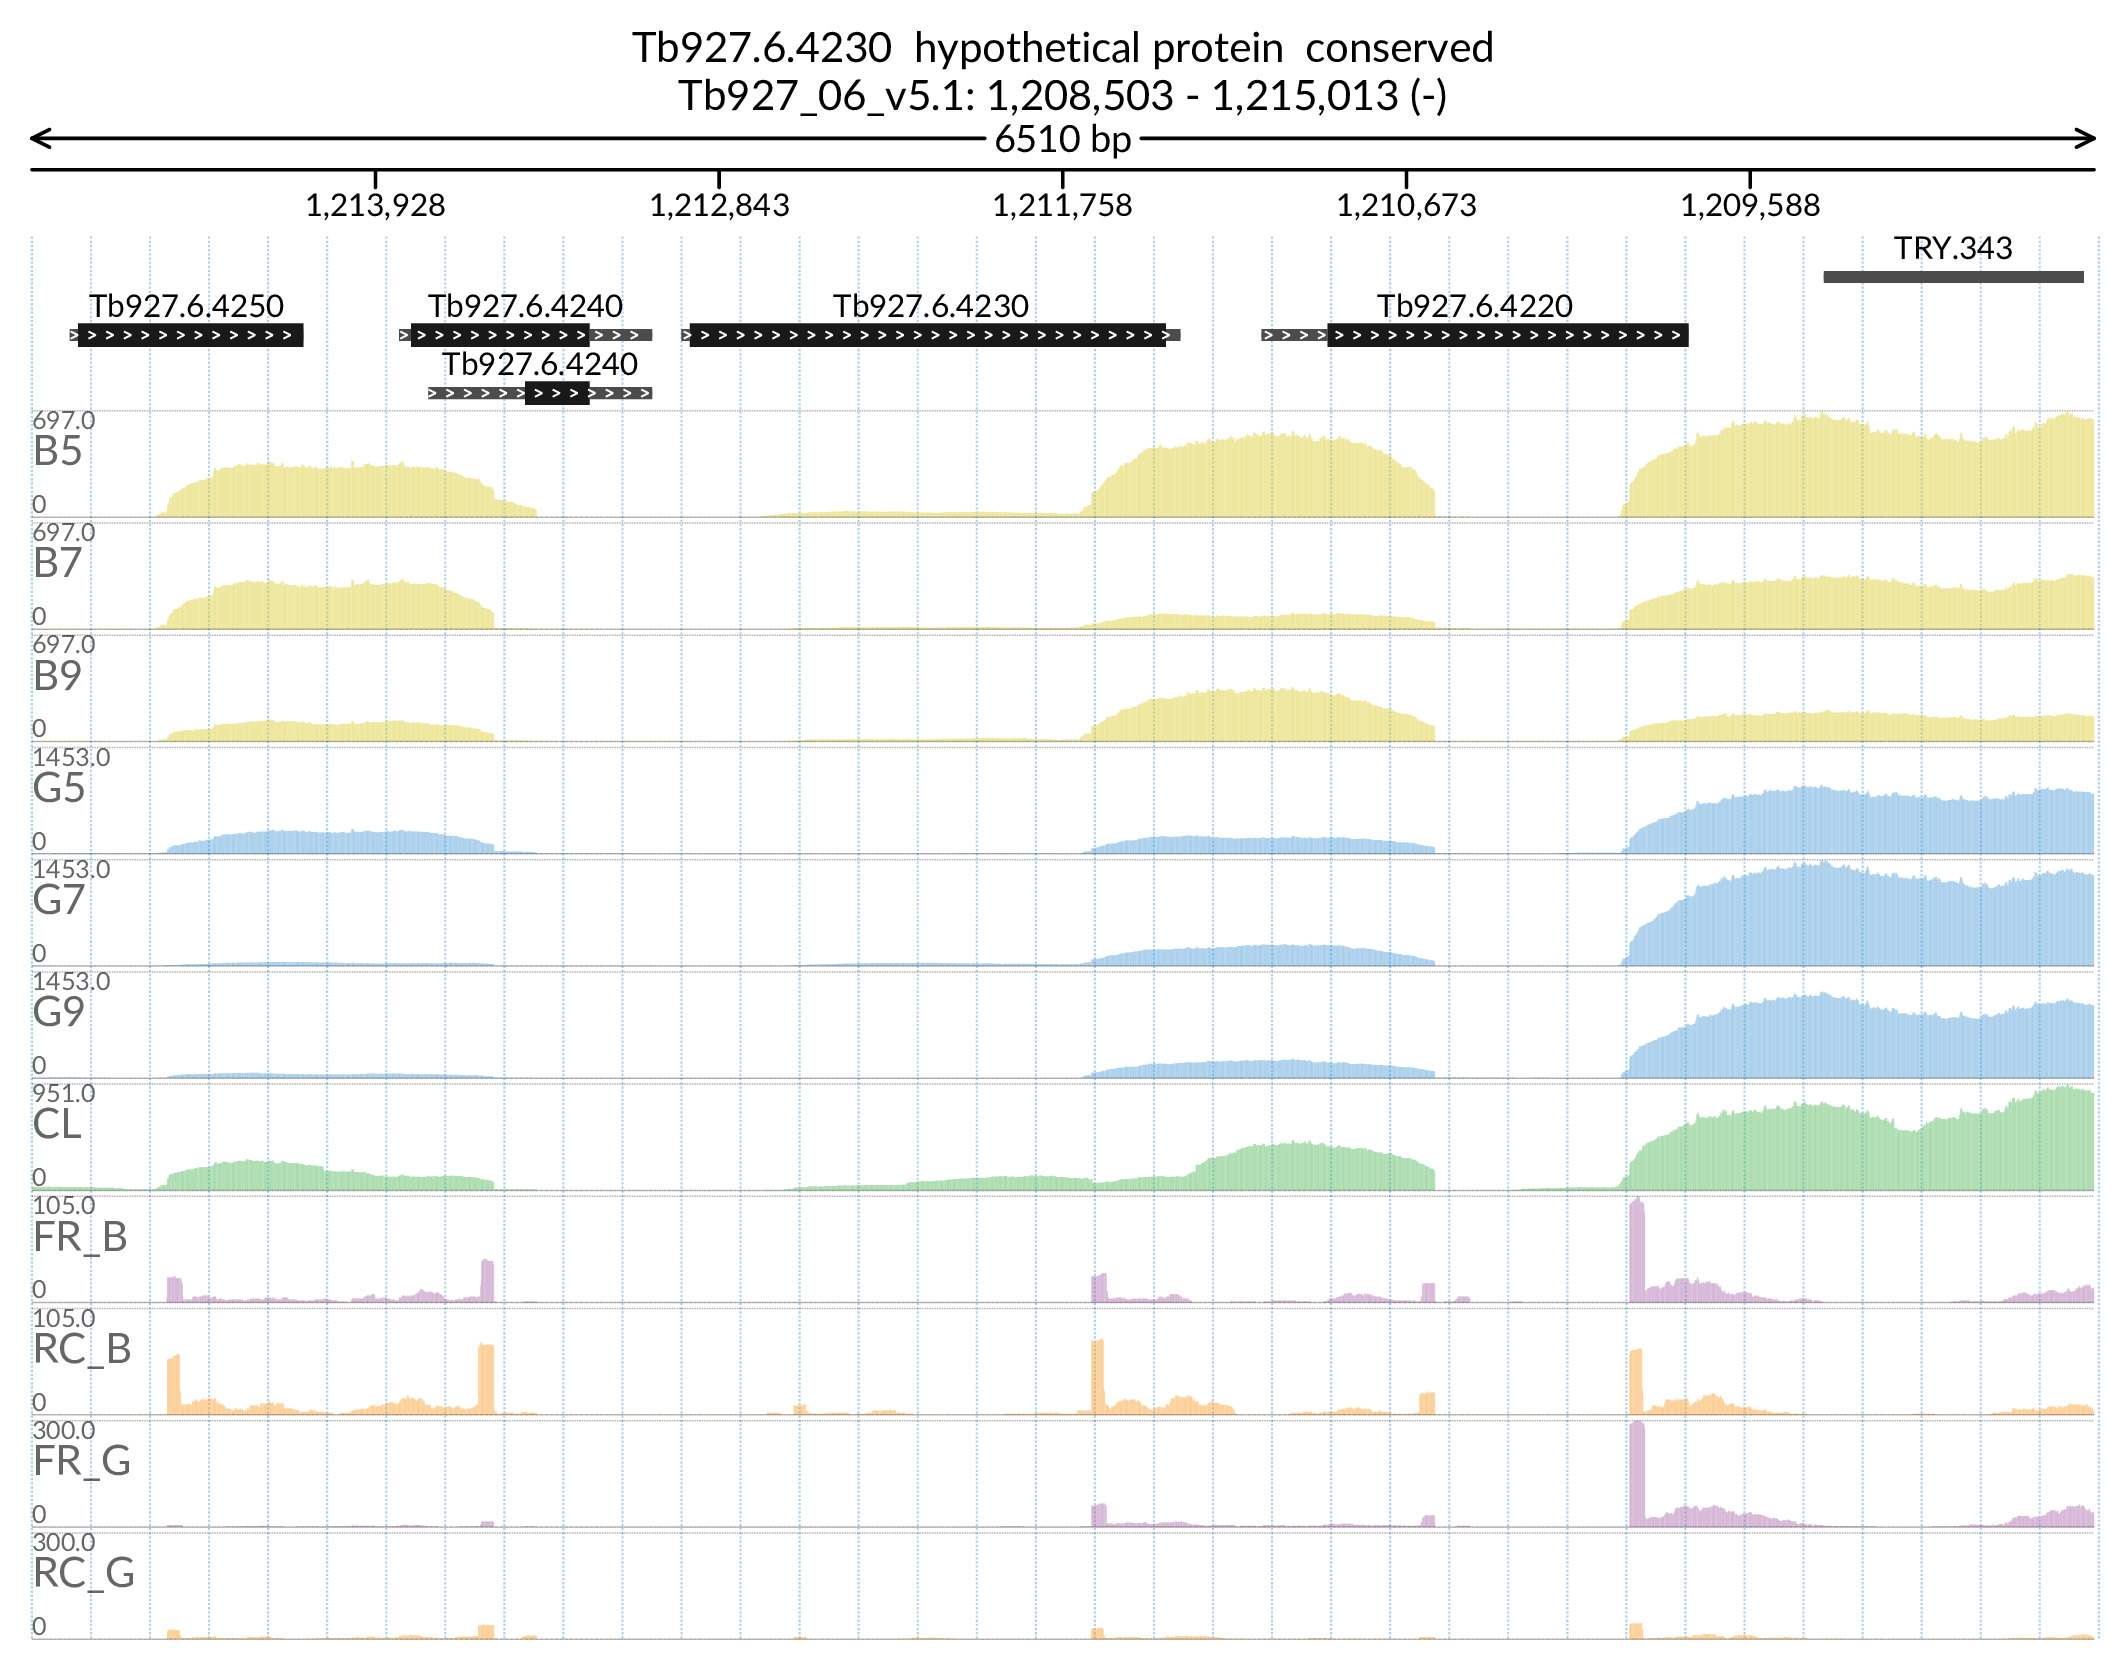 Tb927.6.4230 hypothetical protein conserved
Tb927_06_v5.1: 1,208,503 - 1,215,013 (-)
6510 bp
1,213,928 1,212,843 1,211,758 1,210,673 1,209,588
TRY.343
Tb927.6.4250 Tb927.6.4240 Tb927.6.4230 Tb927.6.4220
Tb927.6.4240
697.0
B5
0
697.0
B7
0
697.0
B9
0
1453.0
G5
0
1453.0
G7
0
1453.0
G9
0
951.0
CL
0
105.0
FR_B
0
105.0
RC_B
0
300.0
FR_G
0
300.0
RC_G
0